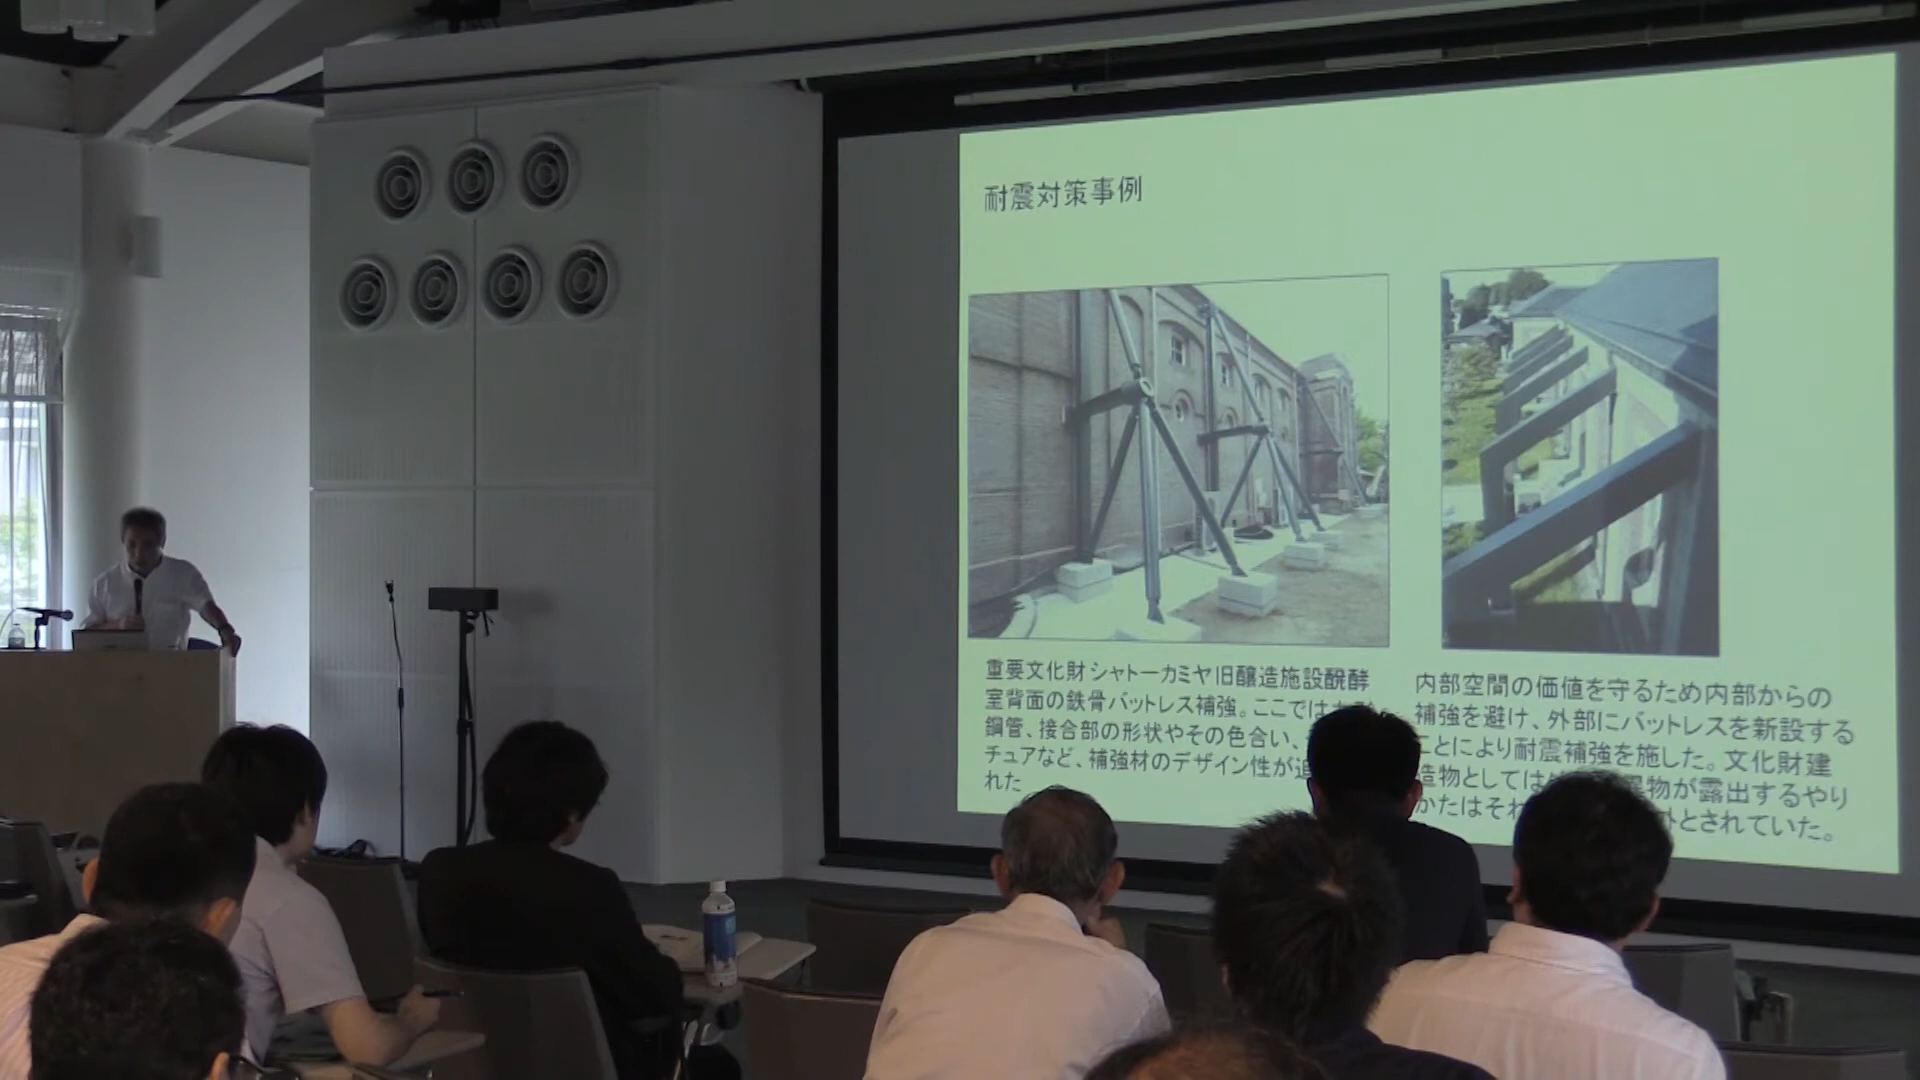 耐震対策事例
重要文化財シャトーカミヤ旧醸造施設醗酵
室背面の鉄骨バットレス補強。ここでは
鋼管、接合部の形状やその色合い、
チュアなど、補強材のデザイン性が追
れた
内部空間の価値を守るため内部からの
補強を避け、外部にバットレスを新設する
ことにより耐震補強を施した。文化財建
造物としては 物が露出するやり
かたはそれ とされていた。